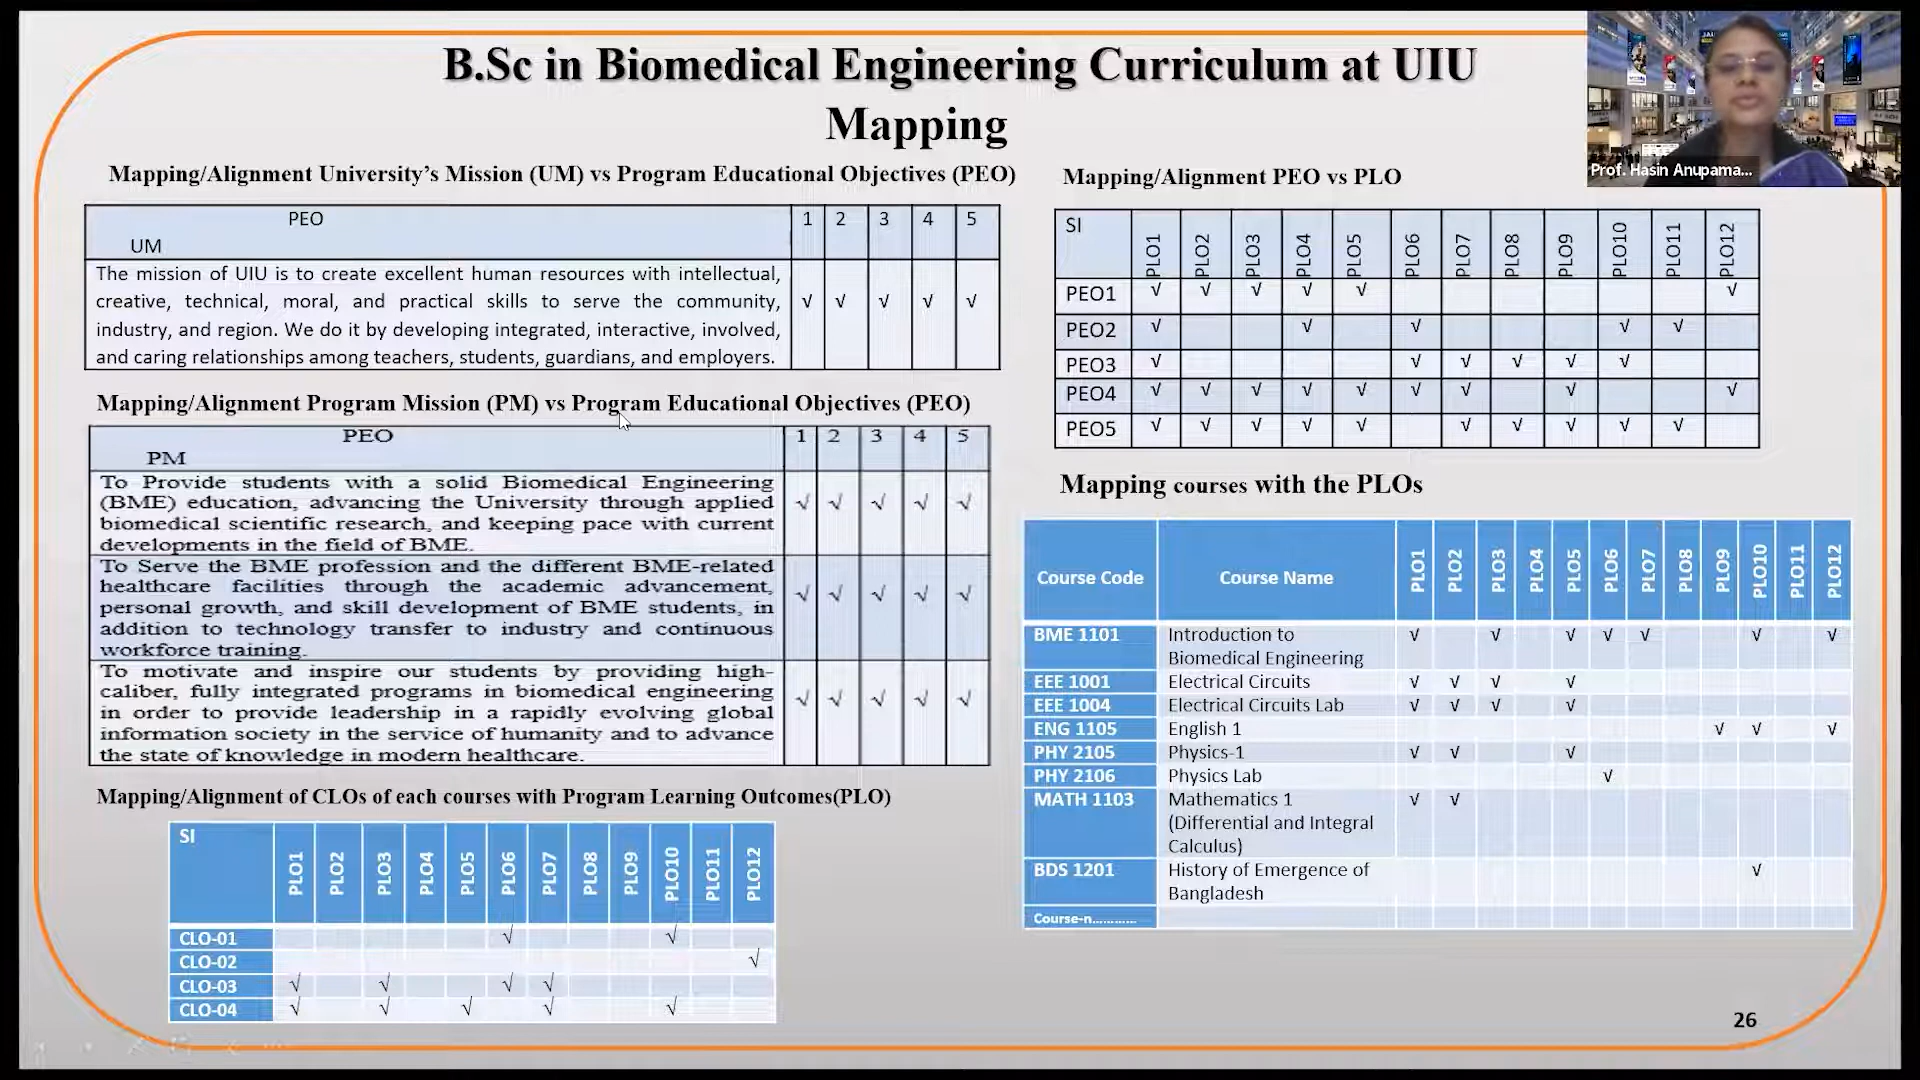 B.Sc in Biomedical Engineering Curriculum at UIU
Mapping
Prof. Hasin Anupama...
Mapping/Alignment University's Mission (UM) vs Program Educational Objectives (PEO)
PEO 1 2 3 4 5
UM
The mission of UIU is to create excellent human resources with intellectual,
creative, technical, moral, and practical skills to serve the community, √ √ √ √ √
industry, and region. We do it by developing integrated, interactive, involved,
and caring relationships among teachers, students, guardians, and employers.
Mapping/Alignment Program Mission (PM) vs Program Educational Objectives (PEO)
PEO 1 2 3 4 5
PM
To Provide students with a solid Biomedical Engineering
(BME) education, advancing the University through applied √ √ √ √ √
biomedical scientific research, and keeping pace with current
developments in the field of BME.
To Serve the BME profession and the different BME-related
healthcare facilities through the academic advancement, √ √ √ √ √
personal growth, and skill development of BME students, in
addition to technology transfer to industry and continuous
workforce training.
To motivate and inspire our students by providing high-
caliber, fully integrated programs in biomedical engineering √ √ √ √ √
in order to provide leadership in a rapidly evolving global
information society in the service of humanity and to advance
the state of knowledge in modern healthcare.
Mapping/Alignment of CLOs of each courses with Program Learning Outcomes(PLO)
SI PLO1 PLO2 PLO3 PLO4 PLO5 PLO6 PLO7 PLO8 PLO9 PLO10 PLO11 PLO12
CLO-01 √ √
CLO-02 √
CLO-03 √ √ √ √
CLO-04 √ √ √ √ √
Mapping/Alignment PEO vs PLO
SI PLO1 PLO2 PLO3 PLO4 PLO5 PLO6 PLO7 PLO8 PLO9 PLO10 PLO11 PLO12
PEO1 √ √ √ √ √ √
PEO2 √ √ √ √ √
PEO3 √ √ √ √ √ √
PEO4 √ √ √ √ √ √ √ √ √
PEO5 √ √ √ √ √ √ √ √ √ √
Mapping courses with the PLOs
Course Code Course Name PLO1 PLO2 PLO3 PLO4 PLO5 PLO6 PLO7 PLO8 PLO9 PLO10 PLO11 PLO12
BME 1101 Introduction to √ √ √ √ √ √ √
Biomedical Engineering
EEE 1001 Electrical Circuits √ √ √ √
EEE 1004 Electrical Circuits Lab √ √ √ √
ENG 1105 English 1 √ √ √
PHY 2105 Physics-1 √ √ √
PHY 2106 Physics Lab √
MATH 1103 Mathematics 1 √ √
(Differential and Integral
Calculus)
BDS 1201 History of Emergence of √
Bangladesh
Course-n............
26